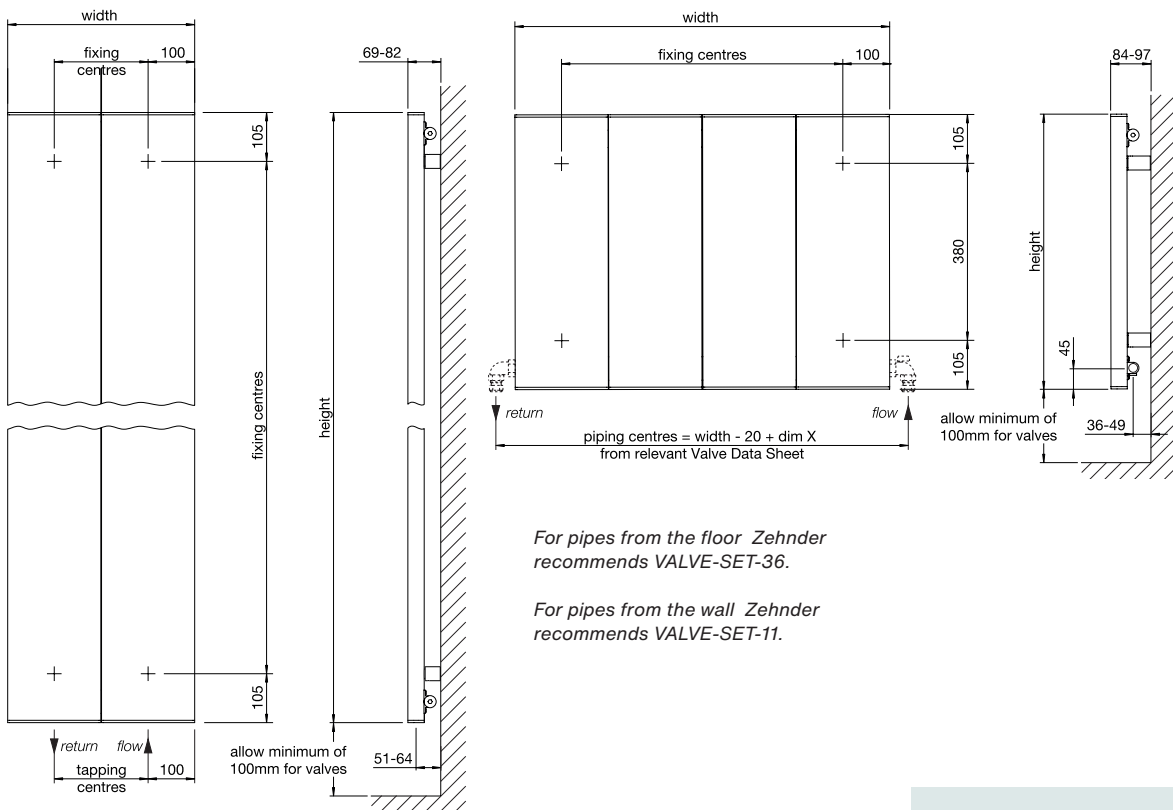 width
fixing
centres
100
105
fixing centres
105
return
flow
tapping
centres
100
69-82
height
allow minimum of
100mm for valves
51-64
width
fixing centres
100
105
380
105
return
flow
piping centres = width - 20 + dim X
from relevant Valve Data Sheet
84-97
height
45
allow minimum of
100mm for valves
36-49
For pipes from the floor Zehnder
recommends VALVE-SET-36.
For pipes from the wall Zehnder
recommends VALVE-SET-11.